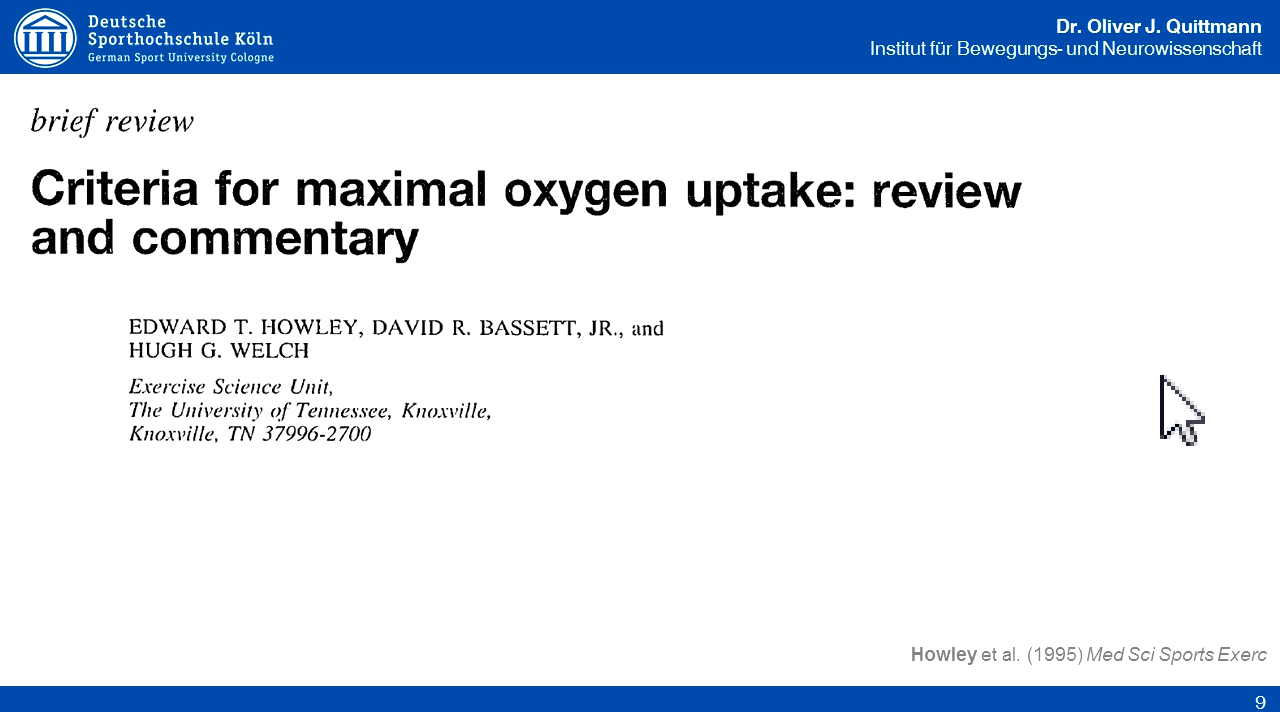 Deutsche
Sporthochschule Köln
German Sport University Cologne
Dr. Oliver J. Quittmann
Institut für Bewegungs- und Neurowissenschaft
brief review
Criteria for maximal oxygen uptake: review
and commentary
EDWARD T. HOWLEY, DAVID R. BASSETT, JR., and
HUGH G. WELCH
Exercise Science Unit,
The University of Tennessee, Knoxville,
Knoxville, TN 37996-2700
Howley et al. (1995) Med Sci Sports Exerc
9